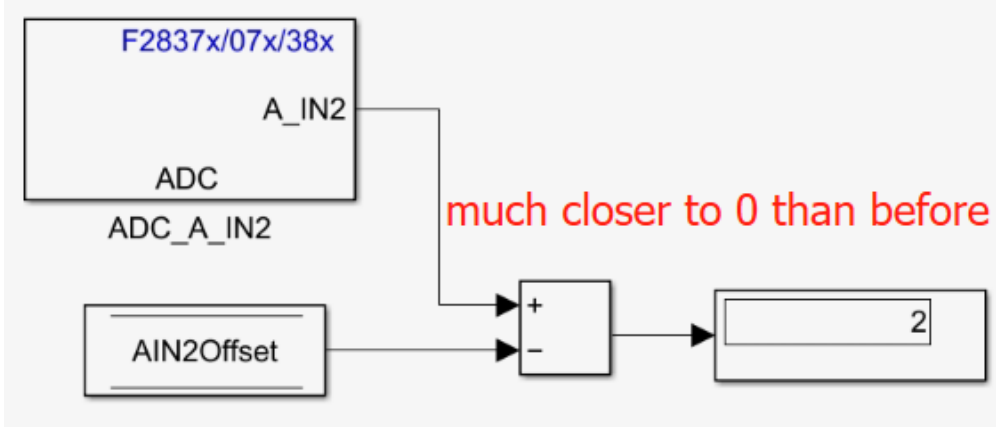 F2837x/07x/38x
A_IN2
ADC
ADC_A_IN2
much closer to 0 than before
+
−
2
AIN2Offset